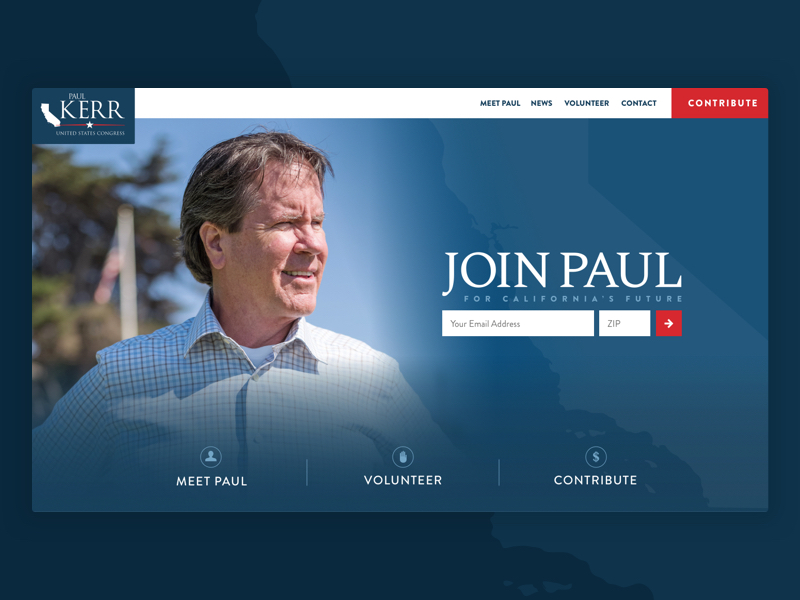 PAUL
KERR
UNITED STATES CONGRESS
MEET PAUL NEWS VOLUNTEER CONTACT CONTRIBUTE
JOIN PAUL
FOR CALIFORNIA'S FUTURE
Your Email Address ZIP
$
MEET PAUL VOLUNTEER CONTRIBUTE